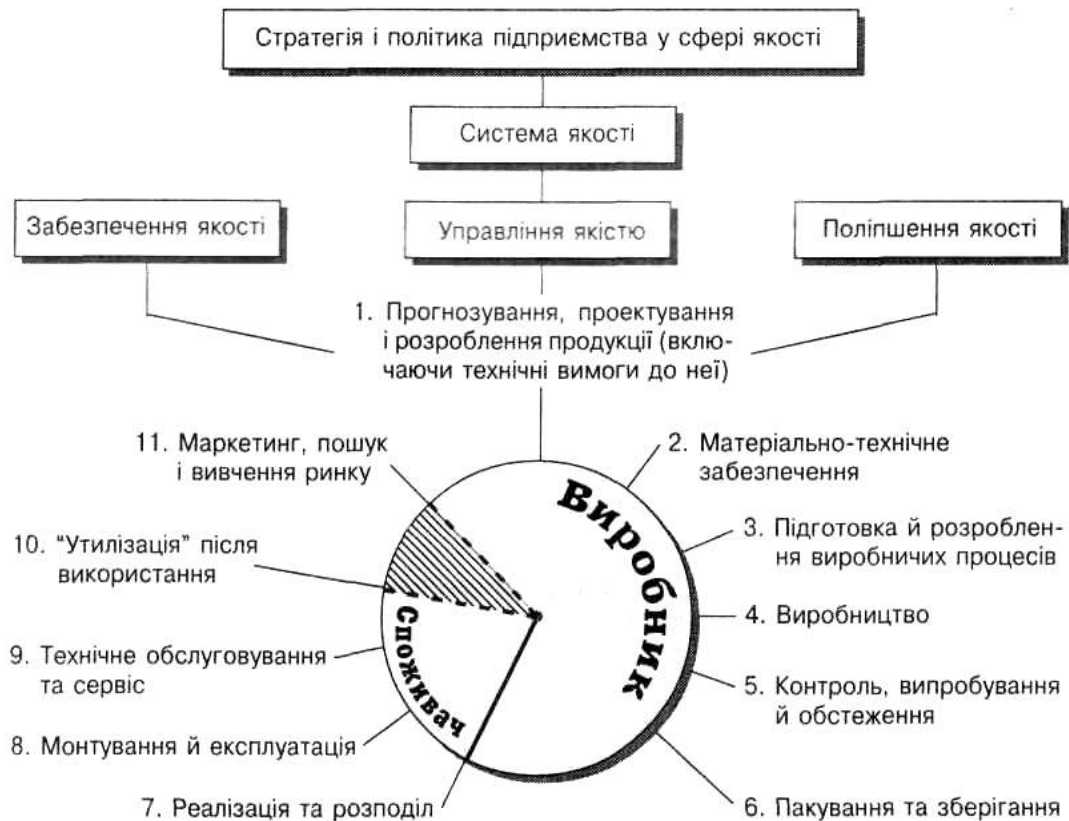 Стратегія і політика підприємства у сфері якості
Система якості
Забезпечення якості
Управління якістю
Поліпшення якості
1. Прогнозування, проектування
і розроблення продукції (вклю-
чаючи технічні вимоги до неї)
11. Маркетинг, пошук
і вивчення ринку
2. Матеріально-технічне
забезпечення
Виробник
3. Підготовка й розроблен-
ня виробничих процесів
10. "Утилізація" після
використання
4. Виробництво
Споживач
9. Технічне обслуговування
та сервіс
5. Контроль, випробування
й обстеження
8. Монтування й експлуатація
7. Реалізація та розподіл
6. Пакування та зберігання